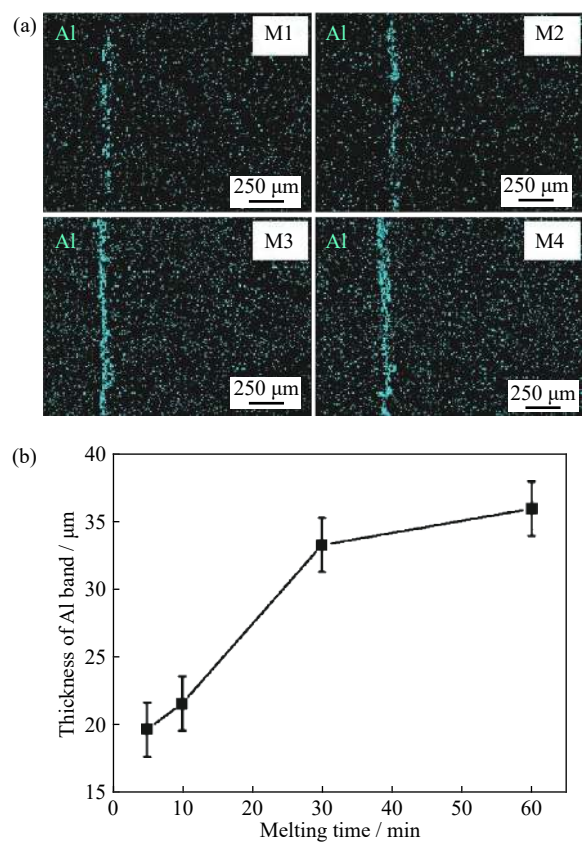 (a)
Al M1 Al M2
250 μm 250 μm
Al M3 Al M4
250 μm 250 μm
(b)
40
35
30
25
20
15
Thickness of Al band / μm
0 10 20 30 40 50 60
Melting time / min